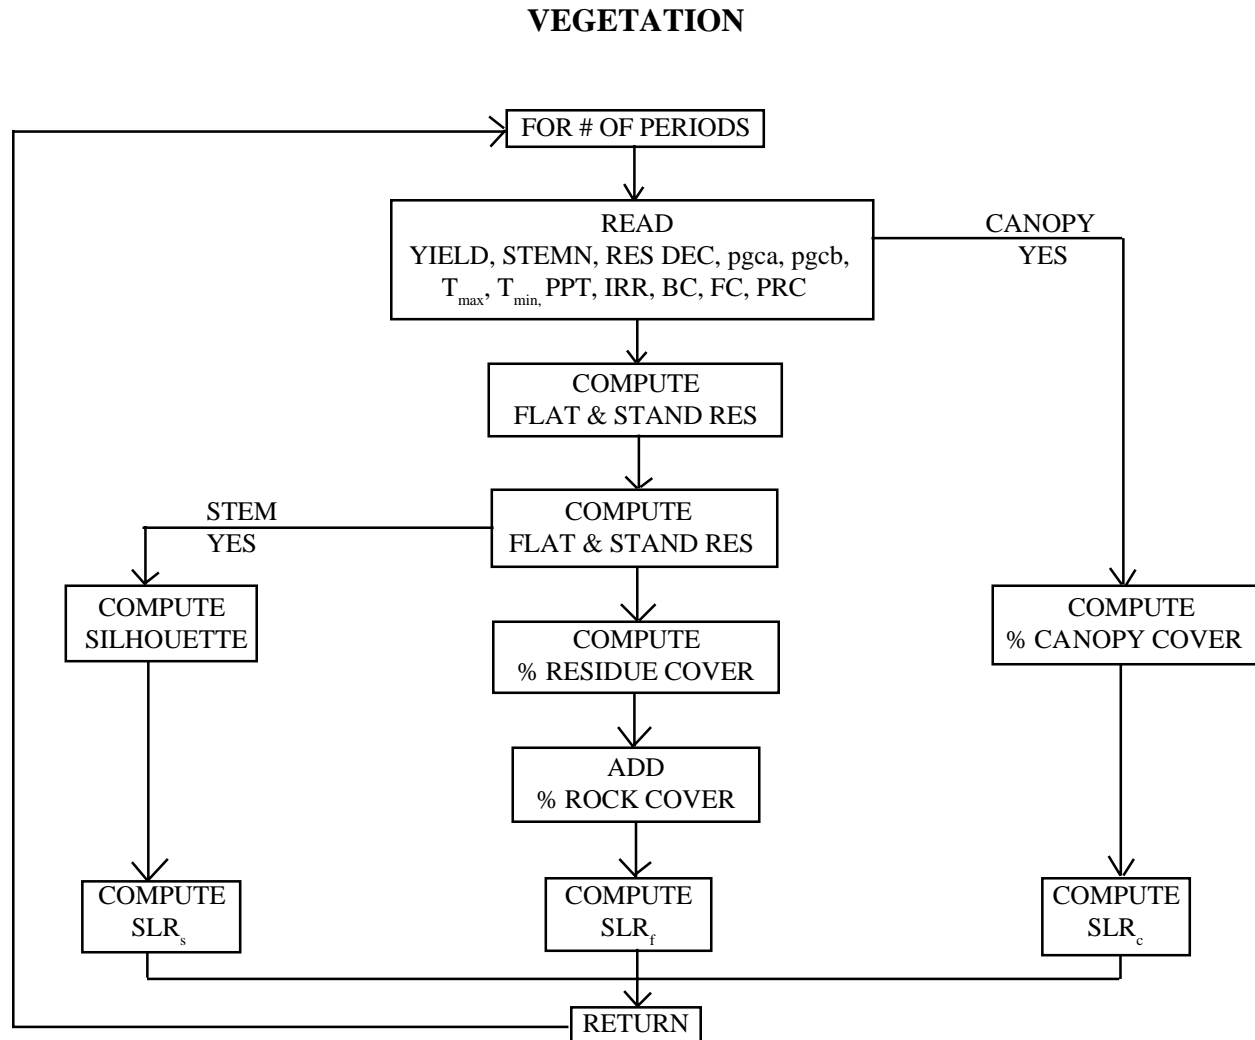 VEGETATION
FOR # OF PERIODS
READ
YIELD, STEMN, RES DEC, pgca, pgcb,
Tmax, Tmin, PPT, IRR, BC, FC, PRC
CANOPY
YES
COMPUTE
FLAT & STAND RES
STEM
YES
COMPUTE
FLAT & STAND RES
COMPUTE
SILHOUETTE
COMPUTE
% RESIDUE COVER
COMPUTE
% CANOPY COVER
ADD
% ROCK COVER
COMPUTE
SLRs
COMPUTE
SLRf
COMPUTE
SLRc
RETURN